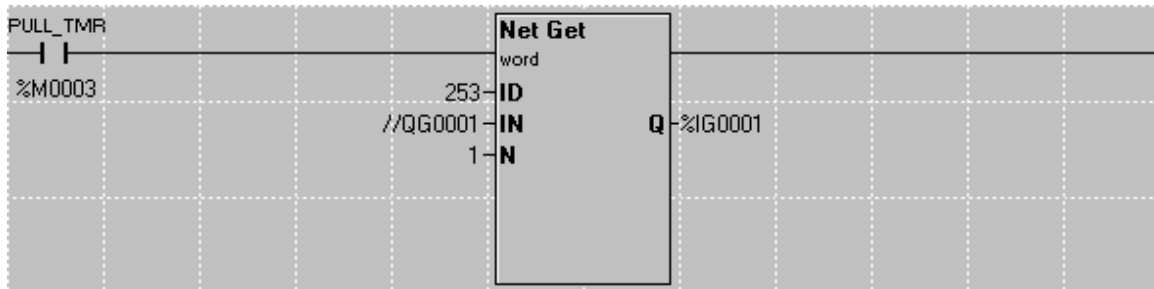 PULL_TMR
Net Get
word
%M0003
253 ID
//QG0001 IN Q %IG0001
1 N